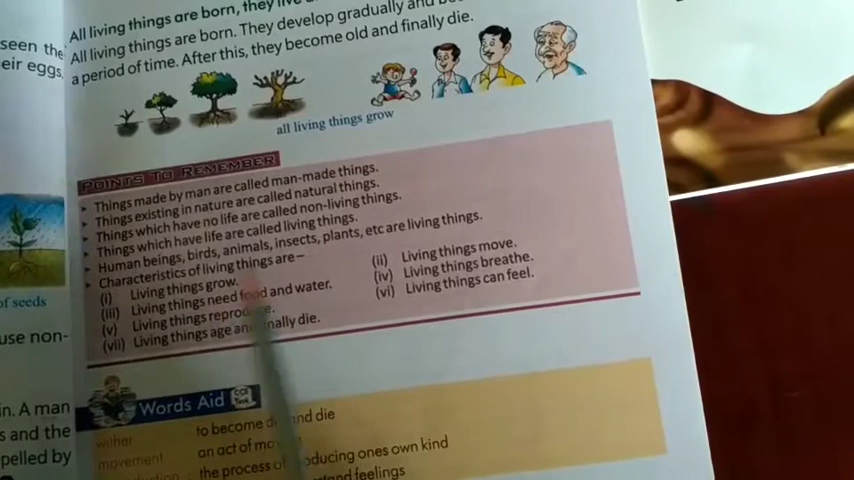 seen the
eir eggs,
of seeds
use non-
in. A man
s and the
pelled by
All living things are born, they
All living things are born. They develop gradually and
a period of time. After this, they become old and finally die.
all living things grow
POINTS TO REMEMBER
Things made by man are called man-made things.
Things existing in nature are called natural things.
Things which have no life are called non-living things.
Things which have life are called living things.
Human beings, birds, animals, insects, plants, etc are living things.
Characteristics of living things are–
(i) Living things grow. (ii) Living things move.
(iii) Living things need food and water. (iv) Living things breathe.
(v) Living things reproduce. (vi) Living things can feel.
(vii) Living things age and finally die.
Words Aid CCE
wither to become d and die
movement an act of mo
the process of oducing ones own kind
tand feelings